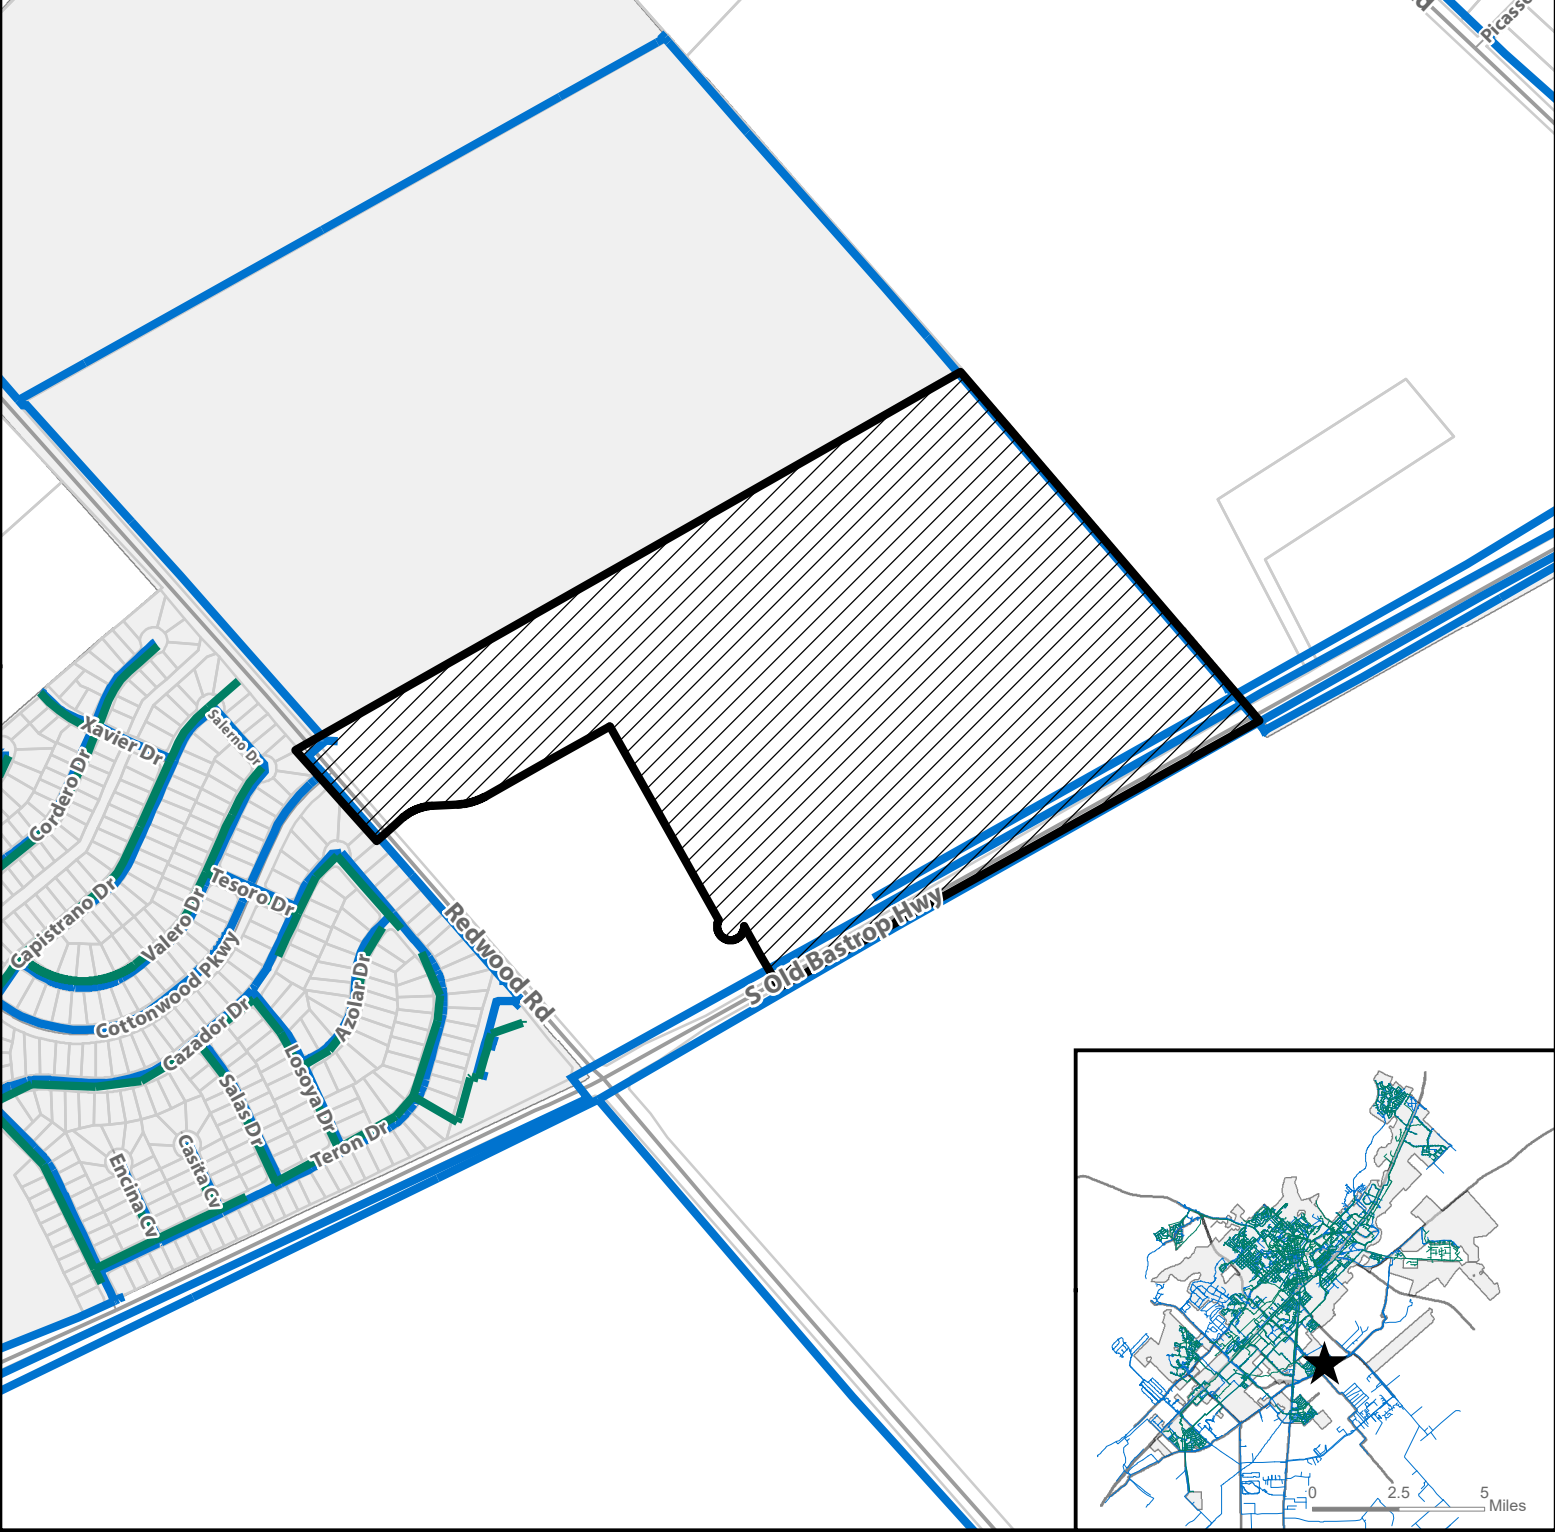 Picasso
Xavier Dr
Salerno Dr
Cordero Dr
Tesoro Dr
Capistrano Dr
Valero Dr
Cottonwood PKwy
Redwood Rd
S Old Bastrop Hwy
Azolar Dr
Cazador Dr
Losoya Dr
Salas Dr
Teron Dr
Casita Cv
Encina Cv
0 2.5 5
Miles